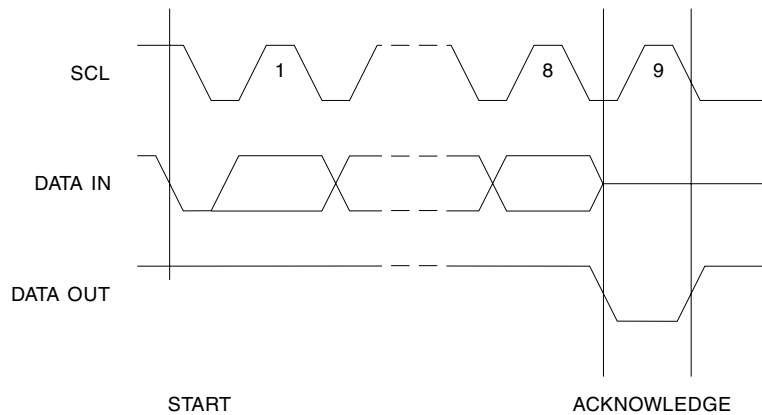 SCL
1
8
9
DATA IN
DATA OUT
START
ACKNOWLEDGE